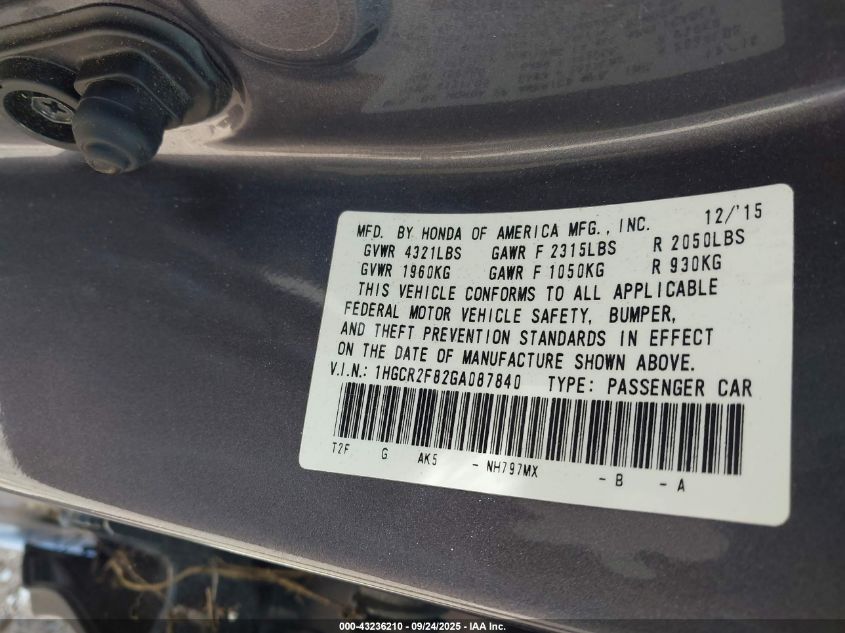 MFD. BY HONDA OF AMERICA MFG., INC. 12/'15
GVWR 4321LBS GAWR F 2315LBS R 2050LBS
GVWR 1960KG GAWR F 1050KG R 930KG
THIS VEHICLE CONFORMS TO ALL APPLICABLE
FEDERAL MOTOR VEHICLE SAFETY, BUMPER,
AND THEFT PREVENTION STANDARDS IN EFFECT
ON THE DATE OF MANUFACTURE SHOWN ABOVE.
V.I.N.: 1HGCR2F82GA087840 TYPE: PASSENGER CAR
T2F G AK5 - NH797MX - B - A
000-43236210 - 09/24/2025 - IAA Inc.